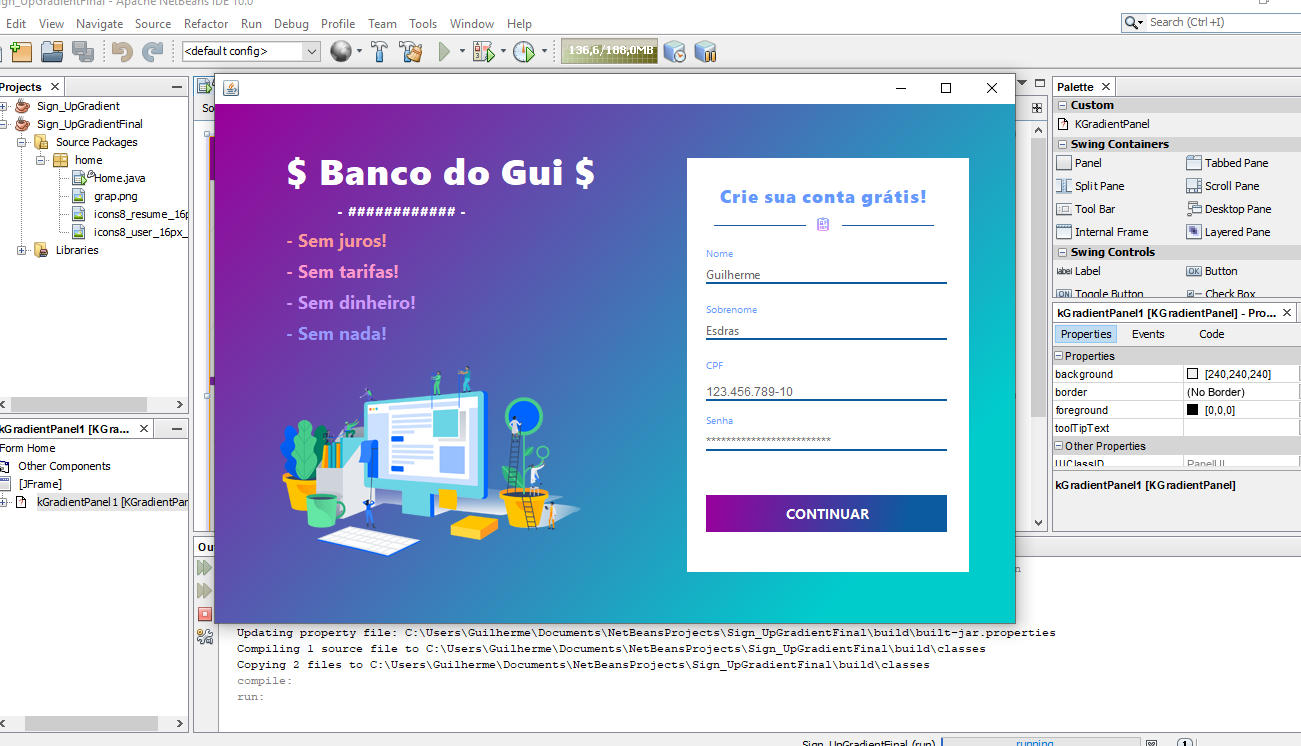 Sign_UpGradientFinal - Apache NetBeans IDE 10.0
Edit View Navigate Source Refactor Run Debug Profile Team Tools Window Help
Search (Ctrl+I)
<default config>
136,6/188,0MB
Projects
Sign_UpGradient
Sign_UpGradientFinal
Source Packages
home
Home.java
grap.png
icons8_resume_16p
icons8_user_16px_
Libraries
kGradientPanel1 [KGra...
Form Home
Other Components
[JFrame]
kGradientPanel1 [KGradientPar
So
$ Banco do Gui $
- ############ -
- Sem juros!
- Sem tarifas!
- Sem dinheiro!
- Sem nada!
Crie sua conta grátis!
Nome
Guilherme
Sobrenome
Esdras
CPF
123.456.789-10
Senha
*************************
CONTINUAR
Palette
Custom
KGradientPanel
Swing Containers
Panel Tabbed Pane
Split Pane Scroll Pane
Tool Bar Desktop Pane
Internal Frame Layered Pane
Swing Controls
label Label OK Button
ON Toggle Button Check Box
kGradientPanel1 [KGradientPanel] - Pro...
Properties Events Code
Properties
background [240,240,240]
border (No Border)
foreground [0,0,0]
toolTipText
Other Properties
UIClassID PanelUI
kGradientPanel1 [KGradientPanel]
Ou
Updating property file: C:\Users\Guilherme\Documents\NetBeansProjects\Sign_UpGradientFinal\build\built-jar.properties
Compiling 1 source file to C:\Users\Guilherme\Documents\NetBeansProjects\Sign_UpGradientFinal\build\classes
Copying 2 files to C:\Users\Guilherme\Documents\NetBeansProjects\Sign_UpGradientFinal\build\classes
compile:
run:
Sign_UpGradientFinal (run) running... 1